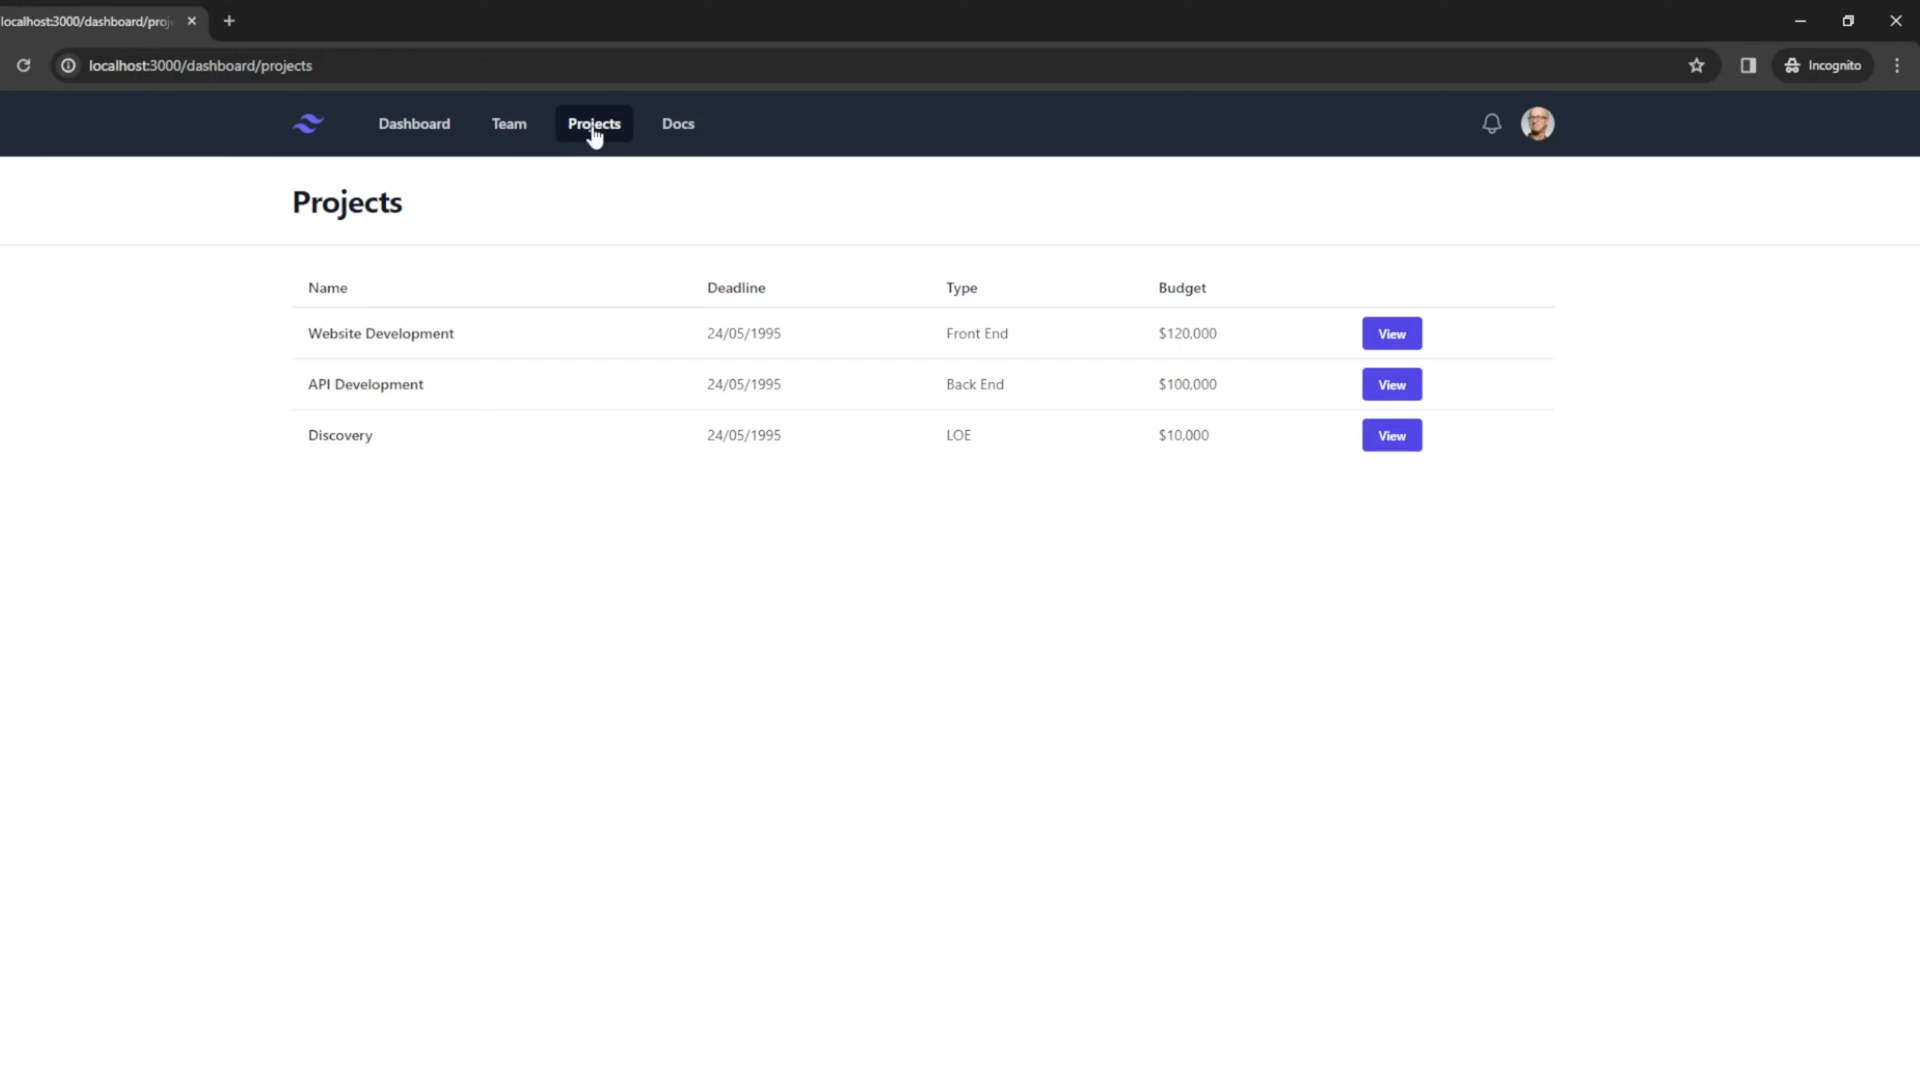 localhost:3000/dashboard/proj
localhost:3000/dashboard/projects
Incognito
Dashboard Team Projects Docs
Projects
Name Deadline Type Budget
Website Development 24/05/1995 Front End $120,000 View
API Development 24/05/1995 Back End $100,000 View
Discovery 24/05/1995 LOE $10,000 View